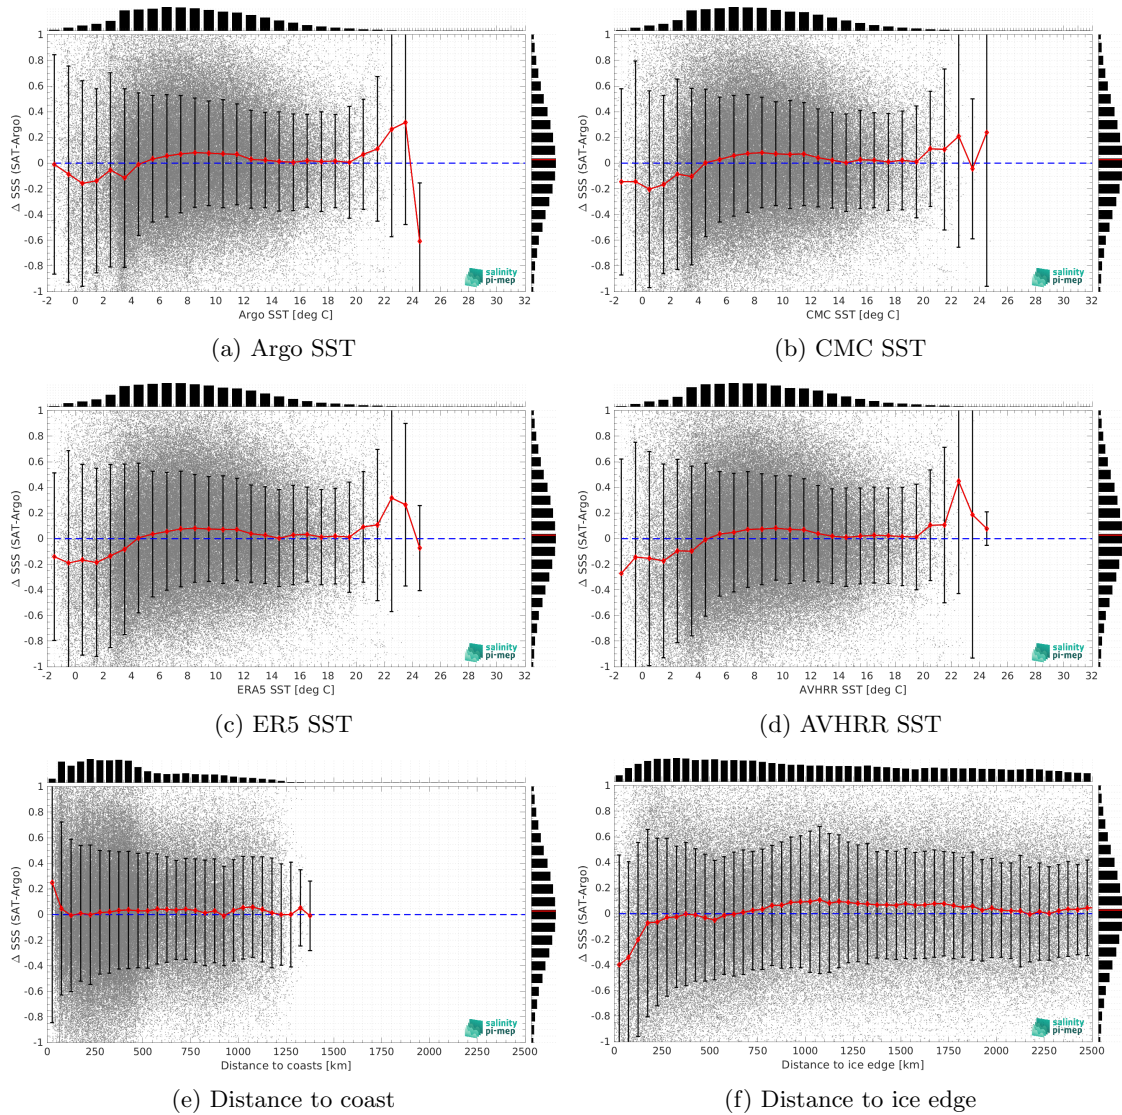 1
0.8
0.6
0.4
0.2
0
-0.2
-0.4
-0.6
-0.8
-1
Δ SSS (SAT-Argo)
salinity
pi-mep
-2 0 2 4 6 8 10 12 14 16 18 20 22 24 26 28 30 32
Argo SST [deg C]
(a) Argo SST
1
0.8
0.6
0.4
0.2
0
-0.2
-0.4
-0.6
-0.8
-1
Δ SSS (SAT-Argo)
salinity
pi-mep
-2 0 2 4 6 8 10 12 14 16 18 20 22 24 26 28 30 32
CMC SST [deg C]
(b) CMC SST
1
0.8
0.6
0.4
0.2
0
-0.2
-0.4
-0.6
-0.8
-1
Δ SSS (SAT-Argo)
salinity
pi-mep
-2 0 2 4 6 8 10 12 14 16 18 20 22 24 26 28 30 32
ERA5 SST [deg C]
(c) ER5 SST
1
0.8
0.6
0.4
0.2
0
-0.2
-0.4
-0.6
-0.8
-1
Δ SSS (SAT-Argo)
salinity
pi-mep
-2 0 2 4 6 8 10 12 14 16 18 20 22 24 26 28 30 32
AVHRR SST [deg C]
(d) AVHRR SST
1
0.8
0.6
0.4
0.2
0
-0.2
-0.4
-0.6
-0.8
-1
Δ SSS (SAT-Argo)
salinity
pi-mep
0 250 500 750 1000 1250 1500 1750 2000 2250 2500
Distance to coasts [km]
(e) Distance to coast
1
0.8
0.6
0.4
0.2
0
-0.2
-0.4
-0.6
-0.8
-1
Δ SSS (SAT-Argo)
salinity
pi-mep
0 250 500 750 1000 1250 1500 1750 2000 2250 2500
Distance to ice edge [km]
(f) Distance to ice edge